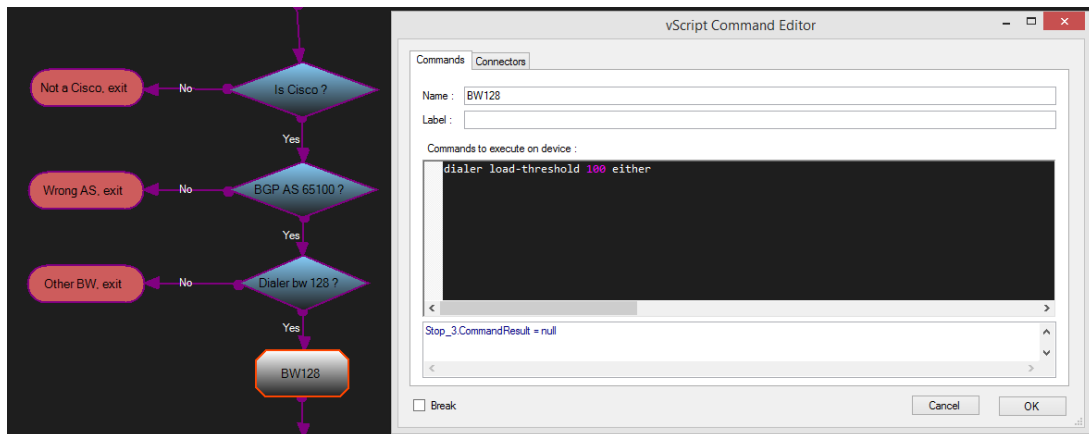 Not a Cisco, exit
No
Is Cisco ?
Yes
Wrong AS, exit
No
BGP AS 65100 ?
Yes
Other BW, exit
No
Dialer bw 128 ?
Yes
BW128
vScript Command Editor
Commands
Connectors
Name :
BW128
Label :
Commands to execute on device :
dialer load-threshold 100 either
Stop_3.CommandResult = null
Break
Cancel
OK